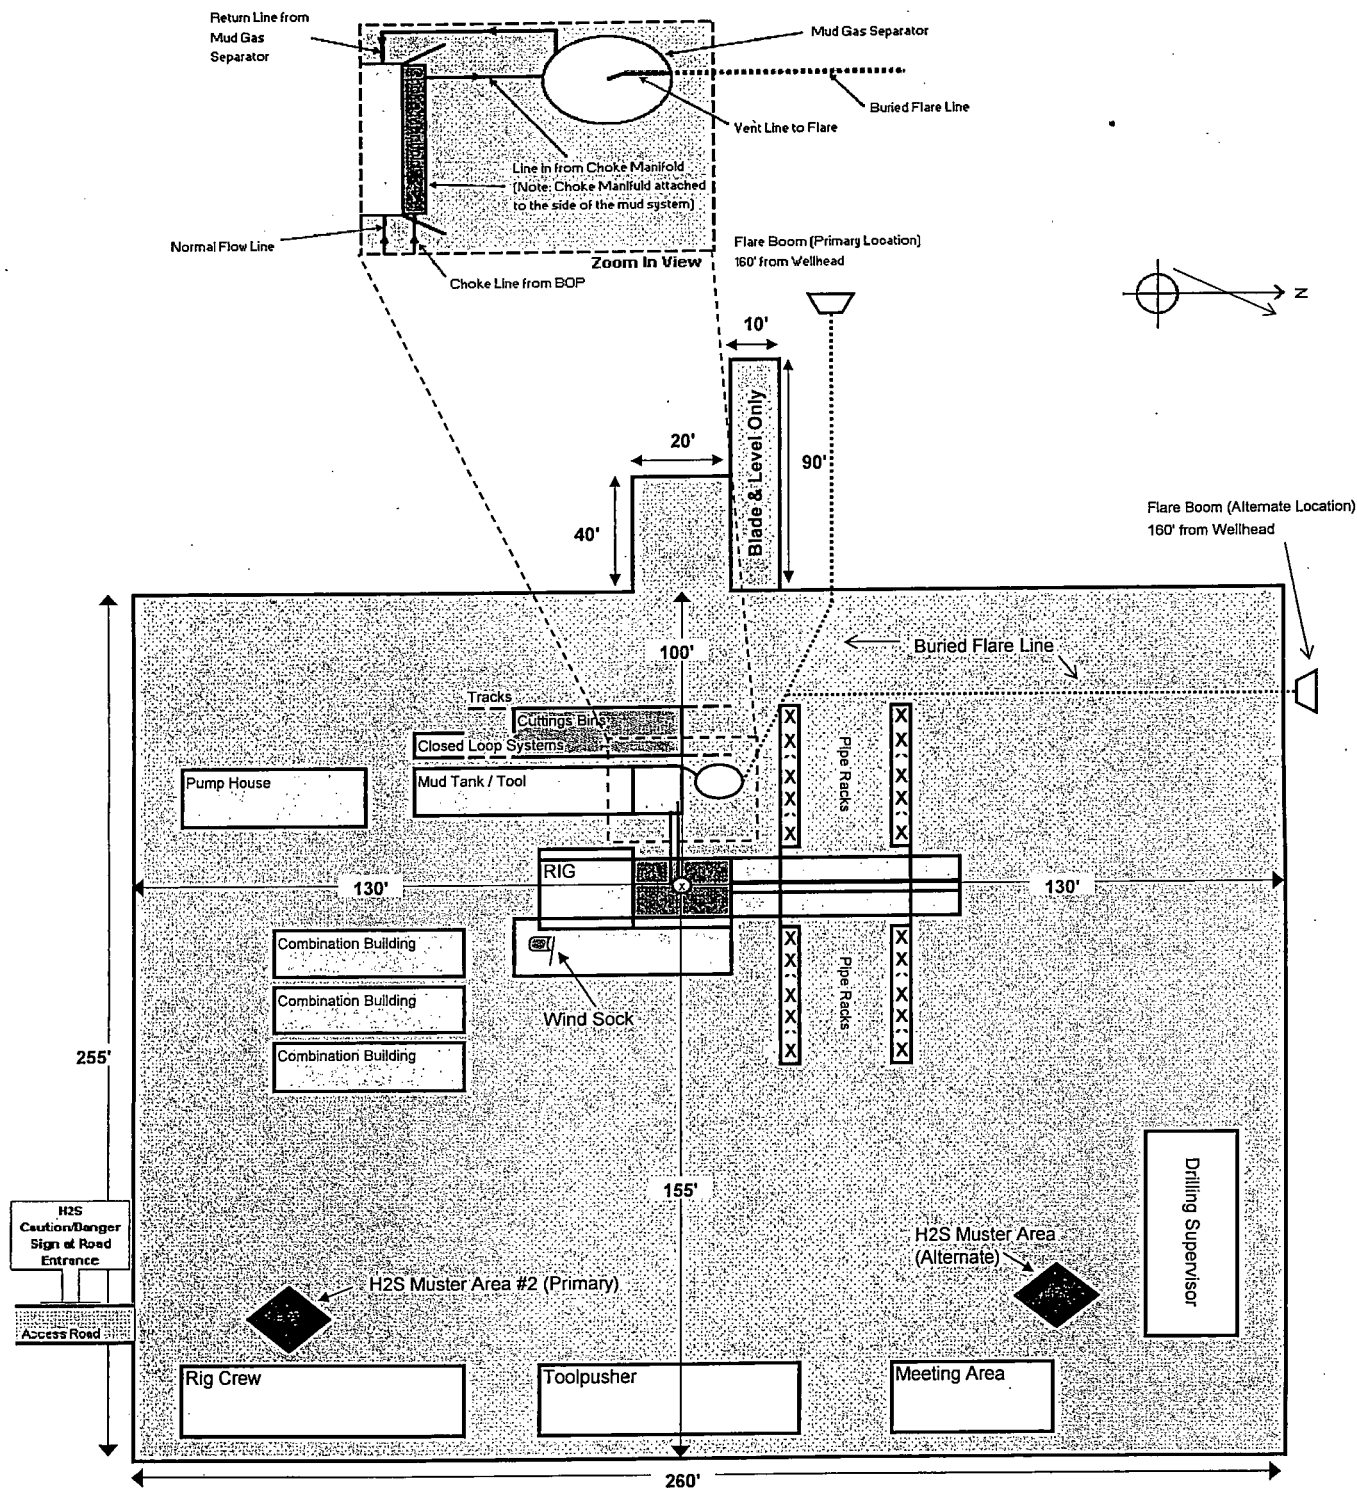 Return Line from
Mud Gas
Separator
Mud Gas Separator
Buried Flare Line
Vent Line to Flare
Line in from Choke Manifold
(Note: Choke Manifuld attached
to the side of the mud system)
Normal Flow Line
Zoom In View
Choke Line from BOP
Flare Boom (Primary Location)
160' from Wellhead
N
10'
Blade & Level Only
90'
20'
40'
Flare Boom (Alternate Location)
160' from Wellhead
100'
Buried Flare Line
Tracks
Cuttings Bins
Closed Loop Systems
Pump House
Mud Tank / Tool
X X X X X
Pipe Racks
X X X X X
RIG
X
130'
130'
Combination Building
Combination Building
Combination Building
Wind Sock
X X X X X
Pipe Racks
X X X X X
255'
155'
Drilling Supervisor
H2S
Caution/Danger
Sign at Road
Entrance
Access Road
H2S Muster Area #2 (Primary)
H2S Muster Area
(Alternate)
Rig Crew
Toolpusher
Meeting Area
260'